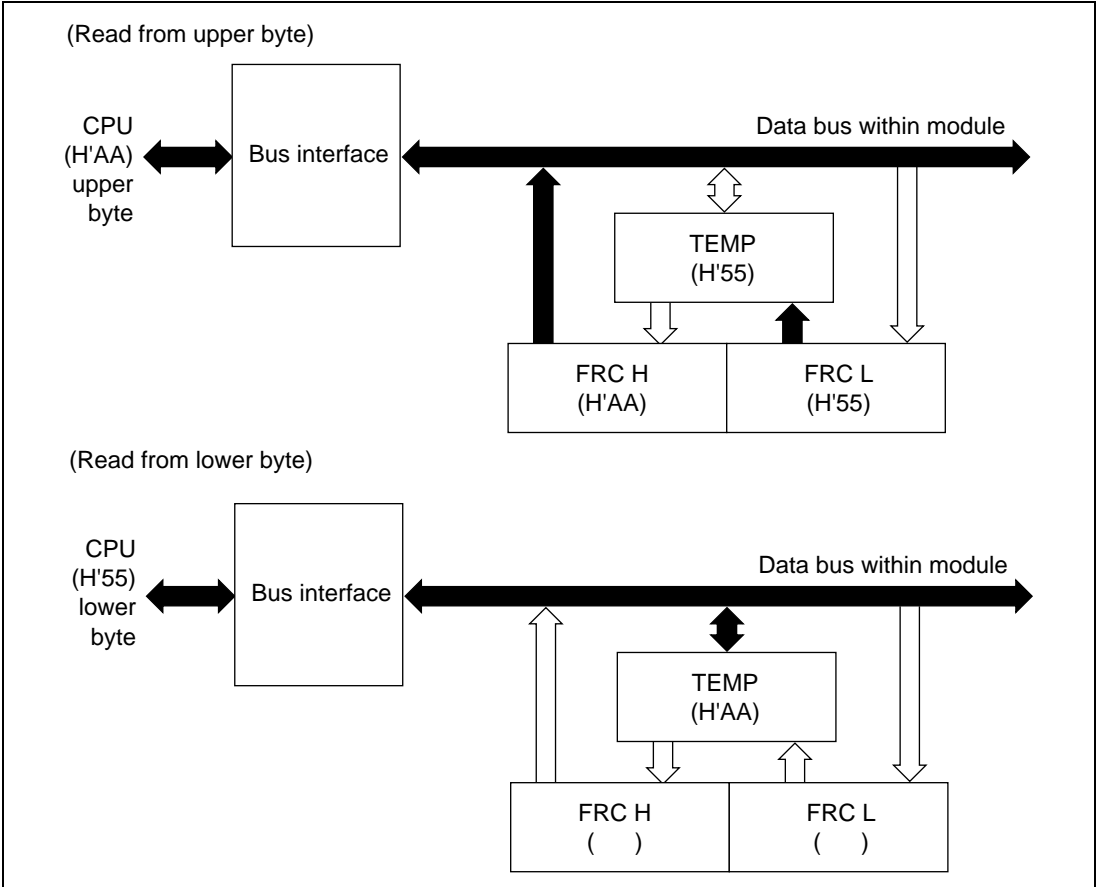 (Read from upper byte)
CPU
(H'AA)
upper
byte
Bus interface
Data bus within module
TEMP
(H'55)
FRC H
(H'AA)
FRC L
(H'55)
(Read from lower byte)
CPU
(H'55)
lower
byte
Bus interface
Data bus within module
TEMP
(H'AA)
FRC H
( )
FRC L
( )